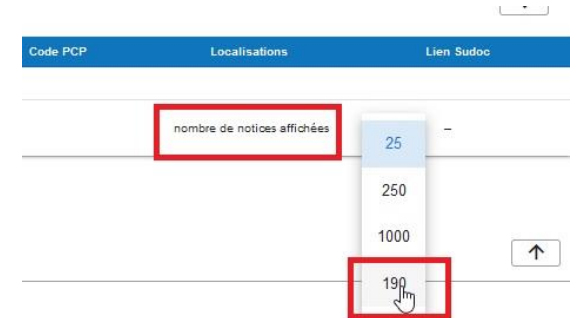 Code PCP Localisations Lien Sudoc
nombre de notices affichées 25 –
250
1000
190